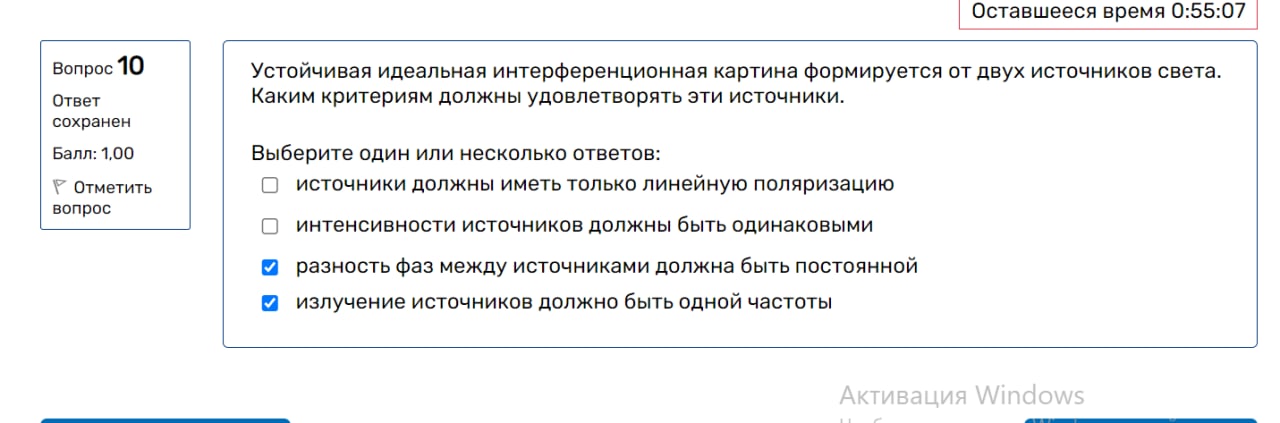 Оставшееся время 0:55:07
Вопрос 10
Ответ
сохранен
Балл: 1,00
Отметить
вопрос
Устойчивая идеальная интерференционная картина формируется от двух источников света.
Каким критериям должны удовлетворять эти источники.
Выберите один или несколько ответов:
источники должны иметь только линейную поляризацию
интенсивности источников должны быть одинаковыми
разность фаз между источниками должна быть постоянной
излучение источников должно быть одной частоты
Активация Windows